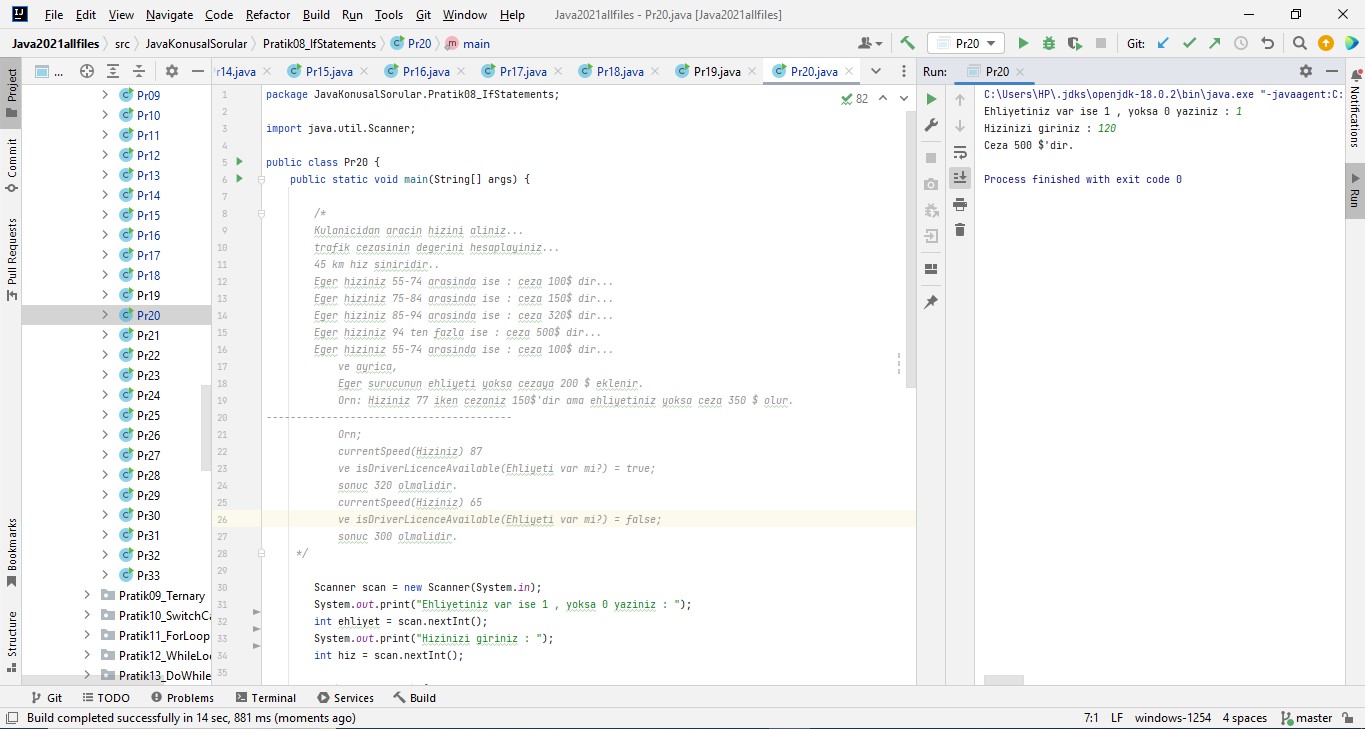 File Edit View Navigate Code Refactor Build Run Tools Git Window Help Java2021allfiles - Pr20.java [Java2021allfiles]
Java2021allfiles src JavaKonusalSorular Pratik08_IfStatements Pr20 main Pr20 Git:
Project
Commit
Pull Requests
Bookmarks
Structure
...
Pr09
Pr10
Pr11
Pr12
Pr13
Pr14
Pr15
Pr16
Pr17
Pr18
Pr19
Pr20
Pr21
Pr22
Pr23
Pr24
Pr25
Pr26
Pr27
Pr28
Pr29
Pr30
Pr31
Pr32
Pr33
Pratik09_Ternary
Pratik10_SwitchCa
Pratik11_ForLoop
Pratik12_WhileLo
Pratik13_DoWhile
r14.java Pr15.java Pr16.java Pr17.java Pr18.java Pr19.java Pr20.java
82
1 package JavaKonusalSorular.Pratik08_IfStatements;
2
3 import java.util.Scanner;
4
5 public class Pr20 {
6 public static void main(String[] args) {
7
8 /*
9 Kulanicidan aracin hizini aliniz...
10 trafik cezasinin degerini hesaplayiniz...
11 45 km hiz siniridir..
12 Eger hiziniz 55-74 arasinda ise : ceza 100$ dir...
13 Eger hiziniz 75-84 arasinda ise : ceza 150$ dir...
14 Eger hiziniz 85-94 arasinda ise : ceza 320$ dir...
15 Eger hiziniz 94 ten fazla ise : ceza 500$ dir...
16 Eger hiziniz 55-74 arasinda ise : ceza 100$ dir...
17 ve ayrica,
18 Eger surucunun ehliyeti yoksa cezaya 200 $ eklenir.
19 Orn: Hiziniz 77 iken cezaniz 150$'dir ama ehliyetiniz yoksa ceza 350 $ olur.
20 -----------------------------------------
21 Orn;
22 currentSpeed(Hiziniz) 87
23 ve isDriverLicenceAvailable(Ehliyeti var mi?) = true;
24 sonuc 320 olmalidir.
25 currentSpeed(Hiziniz) 65
26 ve isDriverLicenceAvailable(Ehliyeti var mi?) = false;
27 sonuc 300 olmalidir.
28 */
29
30 Scanner scan = new Scanner(System.in);
31 System.out.print("Ehliyetiniz var ise 1 , yoksa 0 yaziniz : ");
32 int ehliyet = scan.nextInt();
33 System.out.print("Hizinizi giriniz : ");
34 int hiz = scan.nextInt();
35
Run: Pr20
C:\Users\HP\.jdks\openjdk-18.0.2\bin\java.exe "-javaagent:C:
Ehliyetiniz var ise 1 , yoksa 0 yaziniz : 1
Hizinizi giriniz : 120
Ceza 500 $'dir.
Process finished with exit code 0
Notifications
Run
Git TODO Problems Terminal Services Build
Build completed successfully in 14 sec, 881 ms (moments ago) 7:1 LF windows-1254 4 spaces master